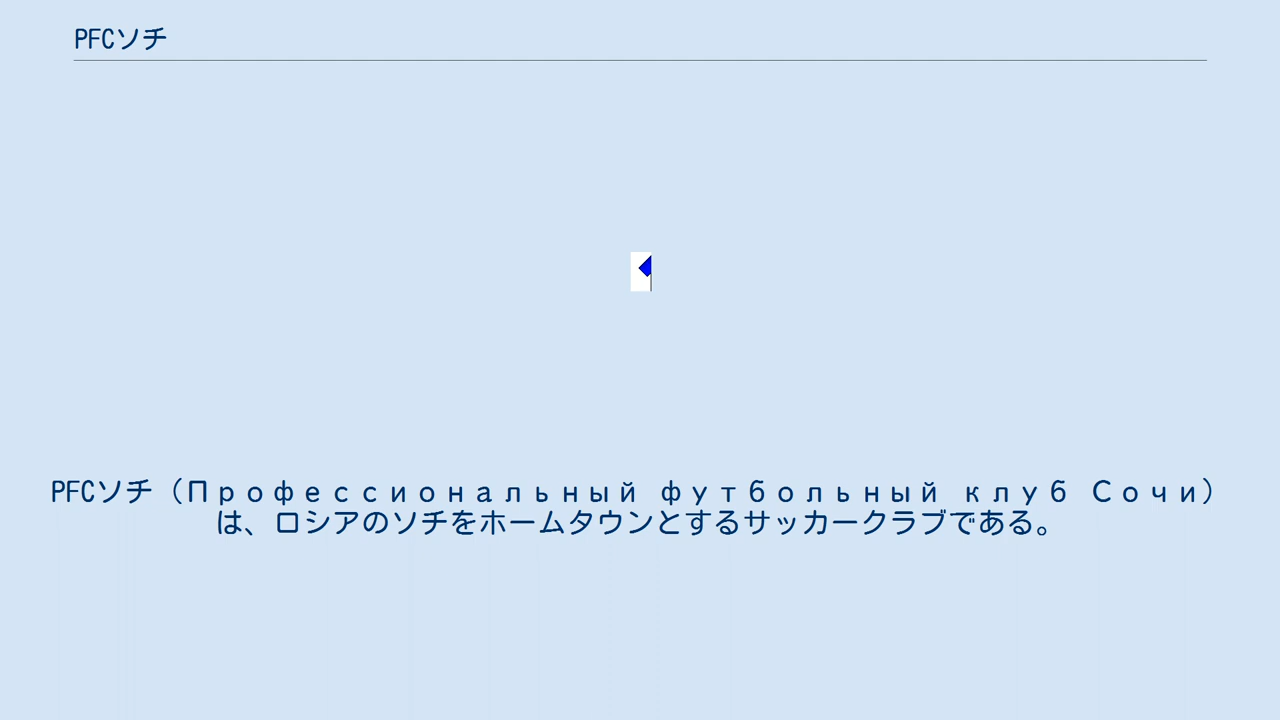 PFCソチ
PFCソチ（Профессиональный футбольный клуб Сочи）
は、ロシアのソチをホームタウンとするサッカークラブである。